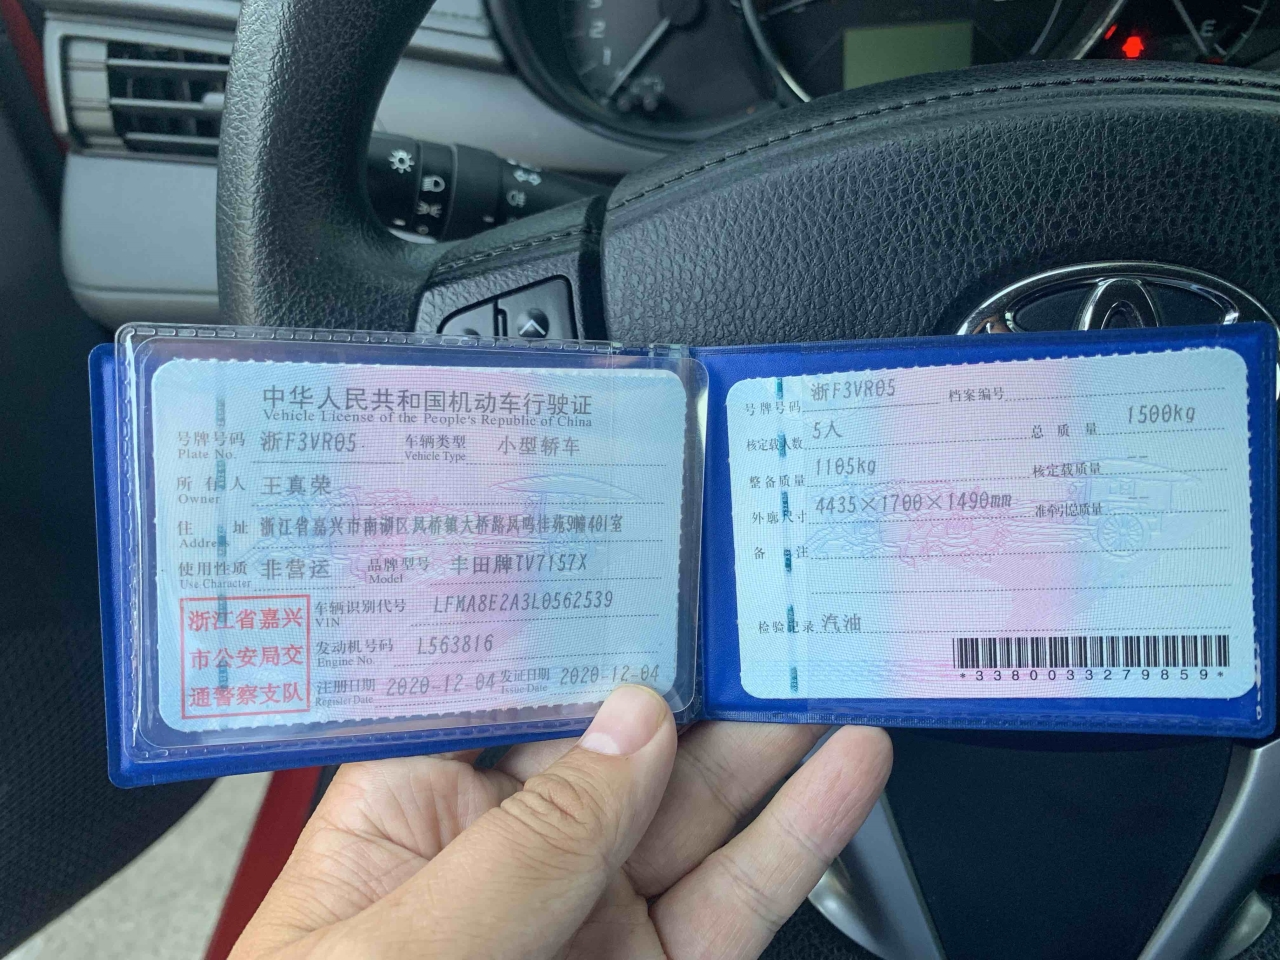 中华人民共和国机动车行驶证
Vehicle License of the People's Republic of China
号牌号码 浙F3VR05 车辆类型 小型轿车
Plate No. Vehicle Type
所有人 王真荣
Owner
住址 浙江省嘉兴市南湖区凤桥镇大桥路凤鸣佳苑9幢401室
Address
使用性质 非营运 品牌型号 丰田牌TV7157X
Use Character Model
浙江省嘉兴
市公安局交
通警察支队
车辆识别代号 LFMA8E2A3L0562539
VIN
发动机号码 L563816
Engine No.
注册日期 2020-12-04 发证日期 2020-12-04
Register Date Issue Date
号牌号码 浙F3VR05 档案编号
核定载人数 5人 总质量 1500kg
整备质量 1105kg 核定载质量 --
外廓尺寸 4435×1700×1490mm 准牵引总质量 --
备注
检验记录 汽油
*3380033279859*
2
1
E